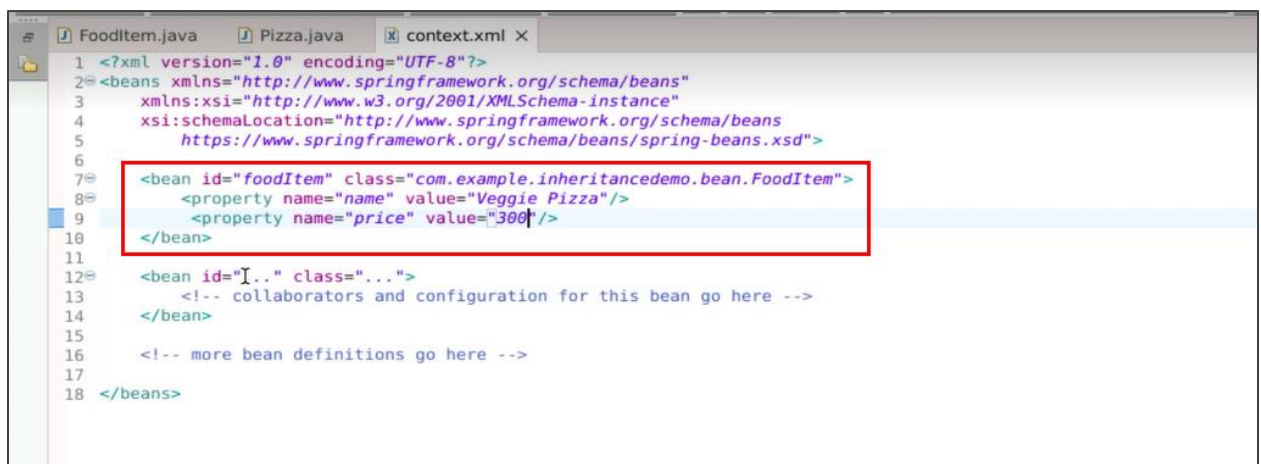 FoodItem.java Pizza.java context.xml
1 <?xml version="1.0" encoding="UTF-8"?>
2 <beans xmlns="http://www.springframework.org/schema/beans"
3 xmlns:xsi="http://www.w3.org/2001/XMLSchema-instance"
4 xsi:schemaLocation="http://www.springframework.org/schema/beans
5 https://www.springframework.org/schema/beans/spring-beans.xsd">
6
7 <bean id="foodItem" class="com.example.inheritancedemo.bean.FoodItem">
8 <property name="name" value="Veggie Pizza"/>
9 <property name="price" value="300"/>
10 </bean>
11
12 <bean id="..." class="...">
13 <!-- collaborators and configuration for this bean go here -->
14 </bean>
15
16 <!-- more bean definitions go here -->
17
18 </beans>